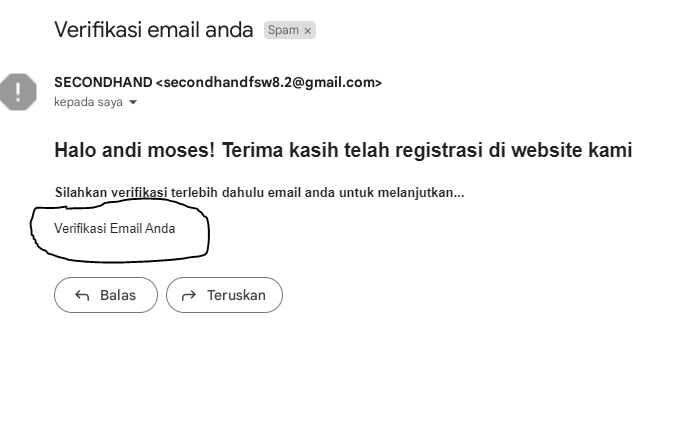 Verifikasi email anda Spam x
SECONDHAND <secondhandfsw8.2@gmail.com>
kepada saya
Halo andi moses! Terima kasih telah registrasi di website kami
Silahkan verifikasi terlebih dahulu email anda untuk melanjutkan...
Verifikasi Email Anda
Balas Teruskan